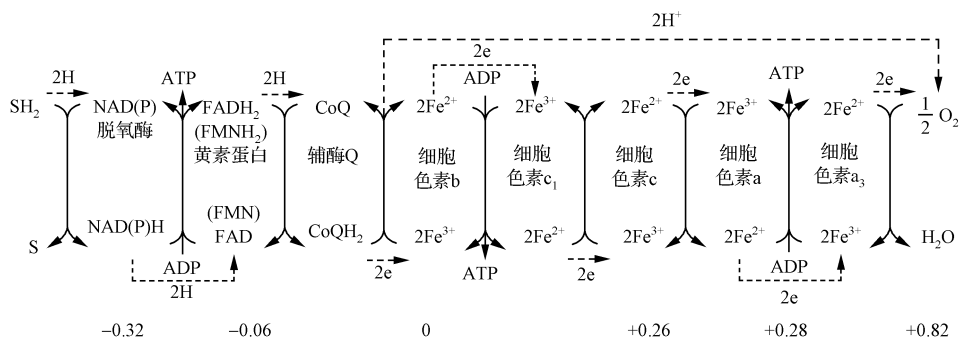 2H⁺
2e
2H ATP 2H ADP 2e ATP 2e
SH₂ NAD(P) FADH₂ CoQ 2Fe²⁺ 2Fe³⁺ 2Fe²⁺ 2Fe³⁺ 2Fe²⁺ 1/2 O₂
脱氧酶 (FMNH₂)
黄素蛋白 辅酶Q 细胞 细胞 细胞 细胞 细胞
色素b 色素c₁ 色素c 色素a 色素a₃
NAD(P)H (FMN)
S FAD CoQH₂ 2Fe³⁺ 2Fe²⁺ 2Fe³⁺ 2Fe²⁺ 2Fe³⁺ H₂O
ADP 2e ATP 2e ADP
2H 2e
−0.32 −0.06 0 +0.26 +0.28 +0.82